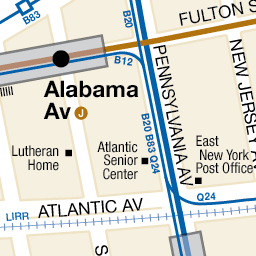 B83
B20
FULTON S
B12
Alabama
Av J
PENNSYLVANIA AV
NEW JERSEY A
B20 B83 Q24
Lutheran
Home
Atlantic
Senior
Center
East
New York
Post Office
Q24
LIRR
ATLANTIC AV
S